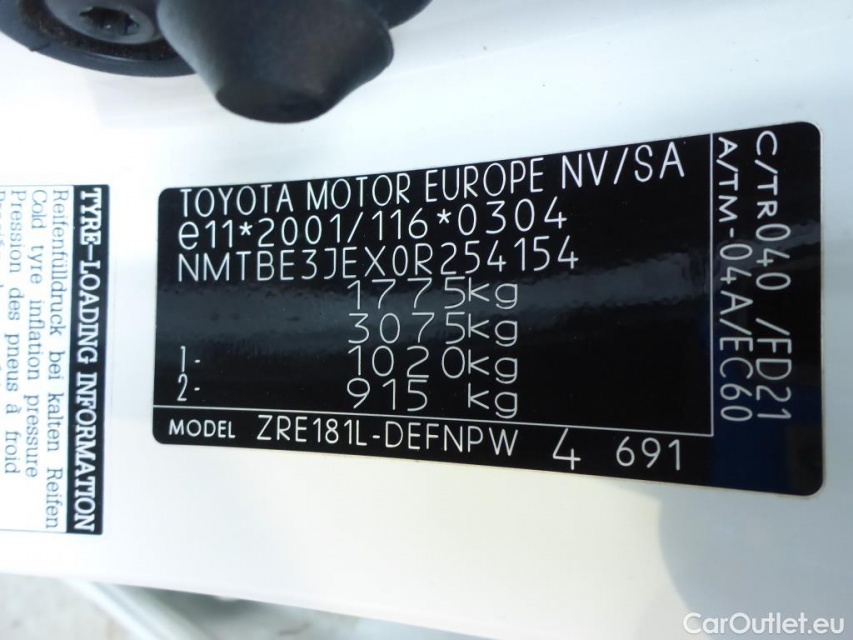 TYRE-LOADING INFORMATION
Reifenfülldruck bei kalten Reifen
Cold tyre inflation pressure
Pression des pneus à froid
TOYOTA MOTOR EUROPE NV/SA
e11*2001/116*0304
NMTBE3JEX0R254154
1775kg
3075kg
1- 1020kg
2- 915 kg
MODEL ZRE181L-DEFNPW 4 691
C/TR040 /FD21
A/TM-04A/EC60
CarOutlet.eu